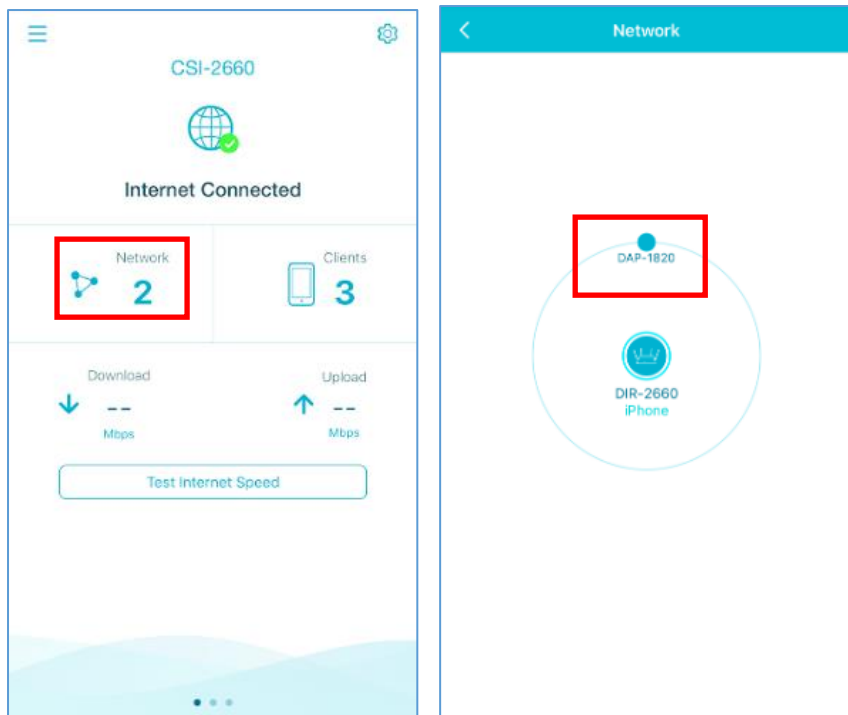 CSI-2660
Internet Connected
Network
2
Clients
3
Download
--
Mbps
Upload
--
Mbps
Test Internet Speed
Network
DAP-1820
DIR-2660
iPhone